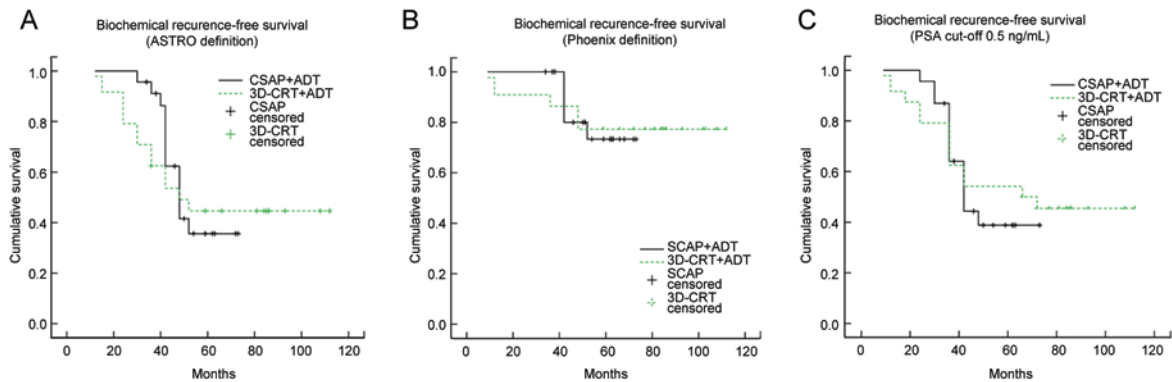 A
Biochemical recurence-free survival
(ASTRO definition)
CSAP+ADT
3D-CRT+ADT
CSAP
censored
3D-CRT
censored
Cumulative survival
1.0
0.8
0.6
0.4
0.2
0.0
0 20 40 60 80 100 120
Months
B
Biochemical recurence-free survival
(Phoenix definition)
Cumulative survival
1.0
0.8
0.6
0.4
0.2
0.0
SCAP+ADT
3D-CRT+ADT
SCAP
censored
3D-CRT
censored
0 20 40 60 80 100 120
Months
C
Biochemical recurence-free survival
(PSA cut-off 0.5 ng/mL)
CSAP+ADT
3D-CRT+ADT
CSAP
censored
3D-CRT
censored
Cumulative survival
1.0
0.8
0.6
0.4
0.2
0.0
0 20 40 60 80 100 120
Months